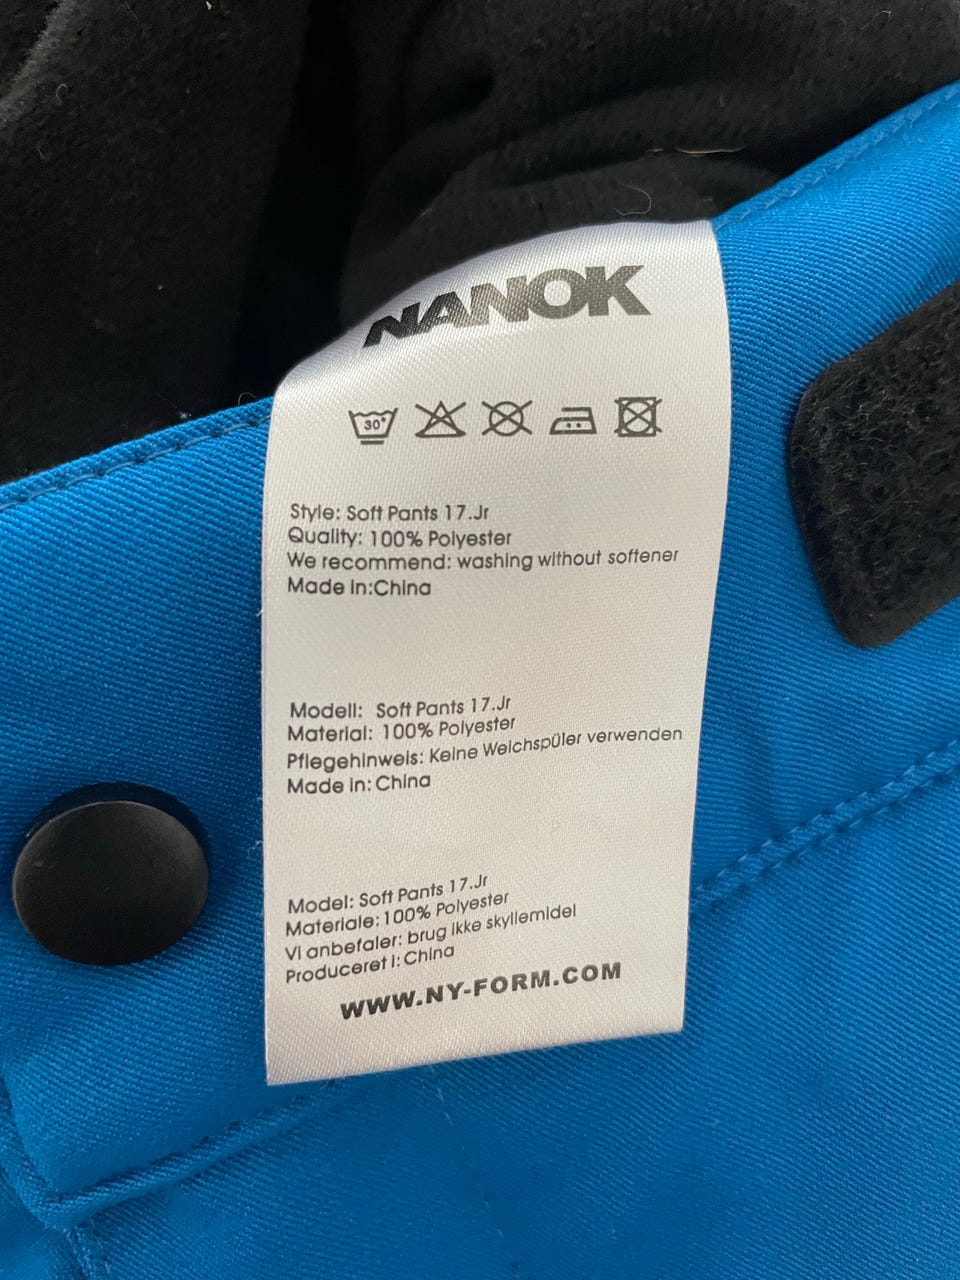 NANOK
30°
Style: Soft Pants 17.Jr
Quality: 100% Polyester
We recommend: washing without softener
Made in:China
Modell: Soft Pants 17.Jr
Material: 100% Polyester
Pflegehinweis: Keine Weichspüler verwenden
Made in: China
Model: Soft Pants 17.Jr
Materiale: 100% Polyester
Vi anbefaler: brug ikke skyllemidel
Produceret i: China
WWW.NY-FORM.COM